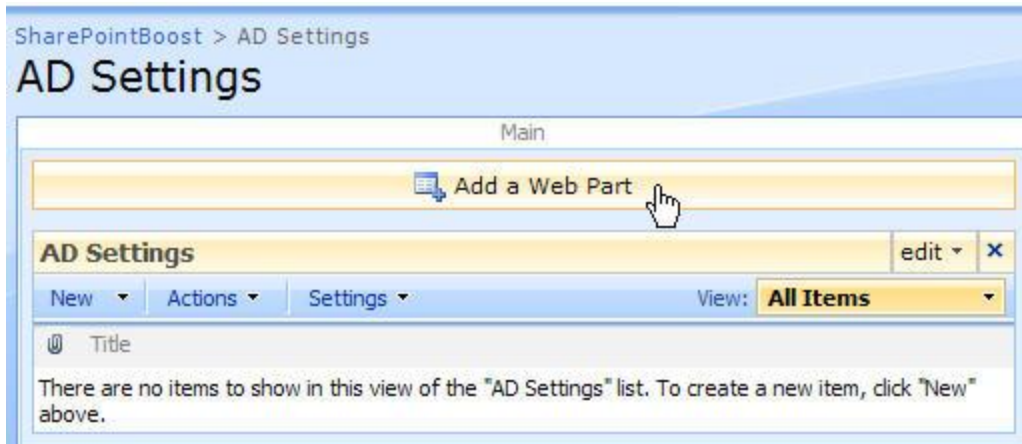 SharePointBoost > AD Settings
AD Settings
Main
Add a Web Part
AD Settings edit ×
New Actions Settings View: All Items
Title
There are no items to show in this view of the "AD Settings" list. To create a new item, click "New"
above.